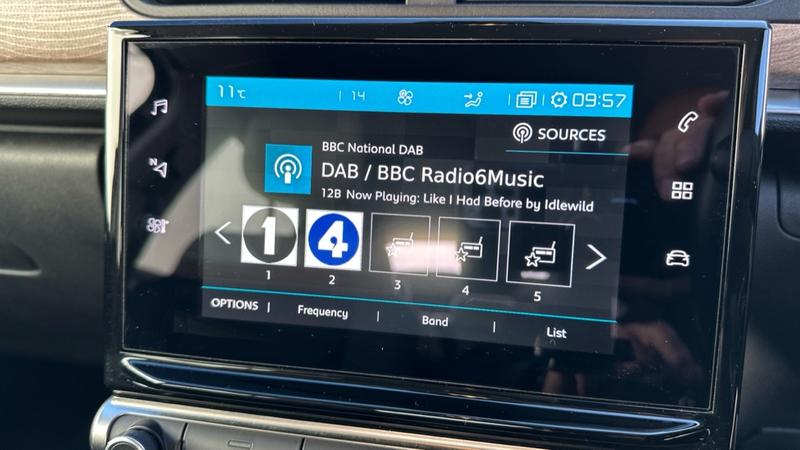 11°C | 14 09:57
SOURCES
BBC National DAB
DAB / BBC Radio6Music
12B Now Playing: Like I Had Before by Idlewild
1 4
1 2 3 4 5
OPTIONS | Frequency | Band | List
N